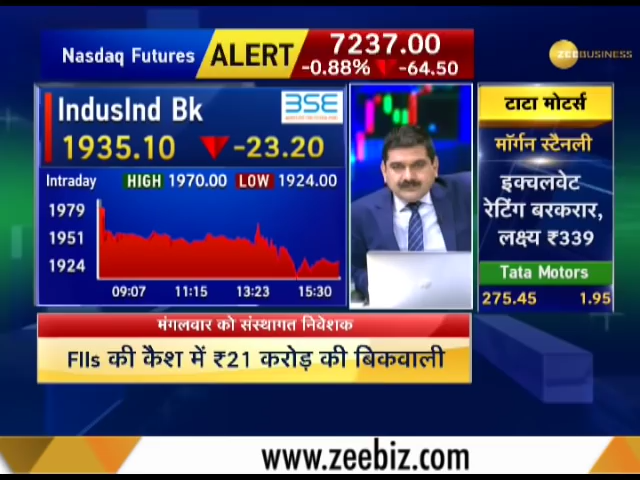 Nasdaq Futures
ALERT
7237.00
-0.88% -64.50
ZEE BUSINESS
IndusInd Bk
BSE
1935.10 -23.20
Intraday HIGH 1970.00 LOW 1924.00
1979
1951
1924
09:07 11:15 13:23 15:30
टाटा मोटर्स
मॉर्गन स्टैनली
इक्वलवेट
रेटिंग बरकरार,
लक्ष्य ₹339
Tata Motors
275.45 1.95
मंगलवार को संस्थागत निवेशक
FIIs की कैश में ₹21 करोड़ की बिकवाली
www.zeebiz.com